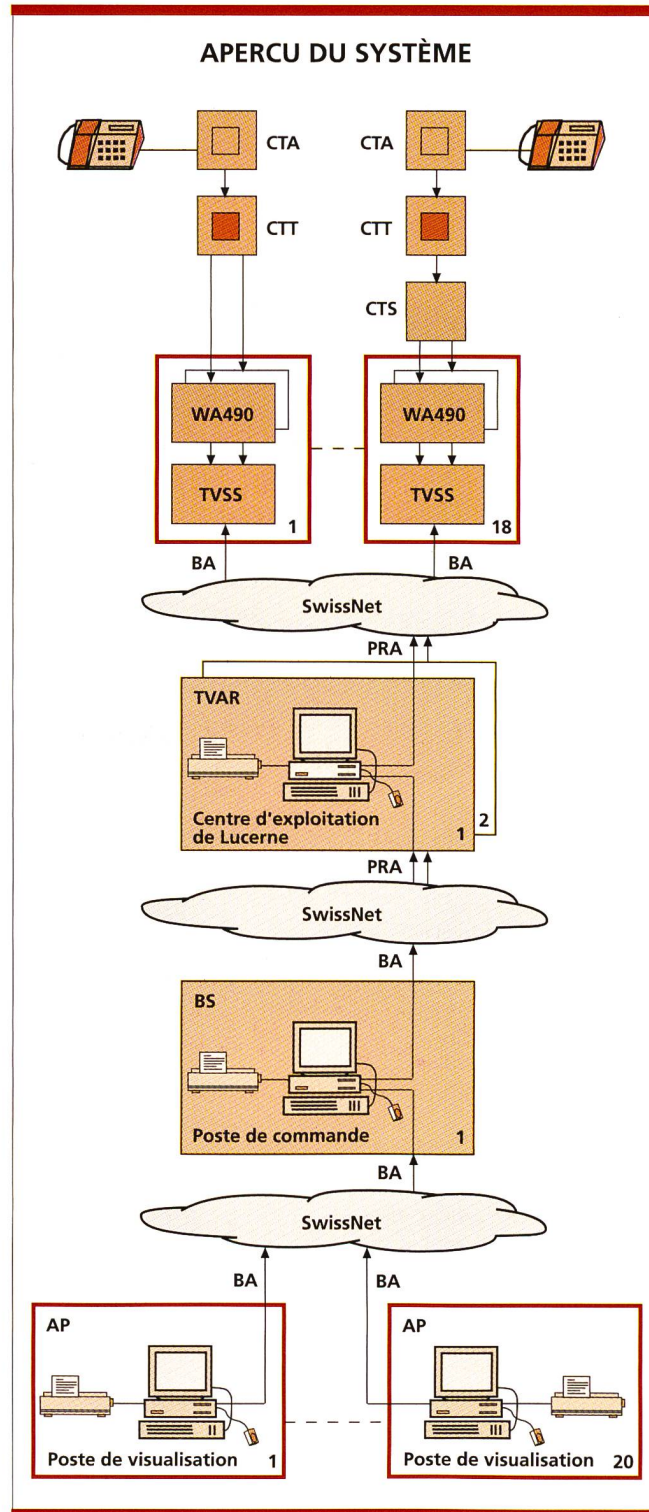 APERCU DU SYSTÈME
CTA
CTA
CTT
CTT
CTS
WA490
WA490
TVSS
TVSS
1
18
BA
BA
SwissNet
PRA
TVAR
Centre d'exploitation
de Lucerne
1
2
PRA
SwissNet
BA
BS
Poste de commande
1
BA
SwissNet
BA
BA
AP
AP
Poste de visualisation
1
Poste de visualisation
20